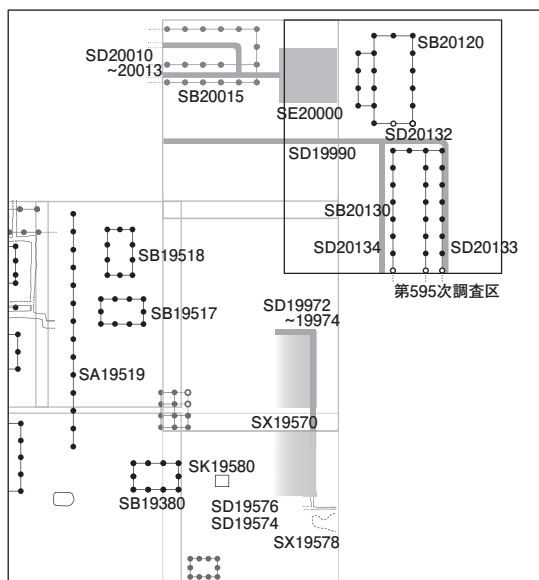 SD20010
~20013
SB20015
SE20000
SB20120
SD20132
SD19990
SB20130
SD20134
SD20133
第595次調査区
SB19518
SB19517
SD19972
~19974
SA19519
SX19570
SK19580
SB19380
SD19576
SD19574
SX19578